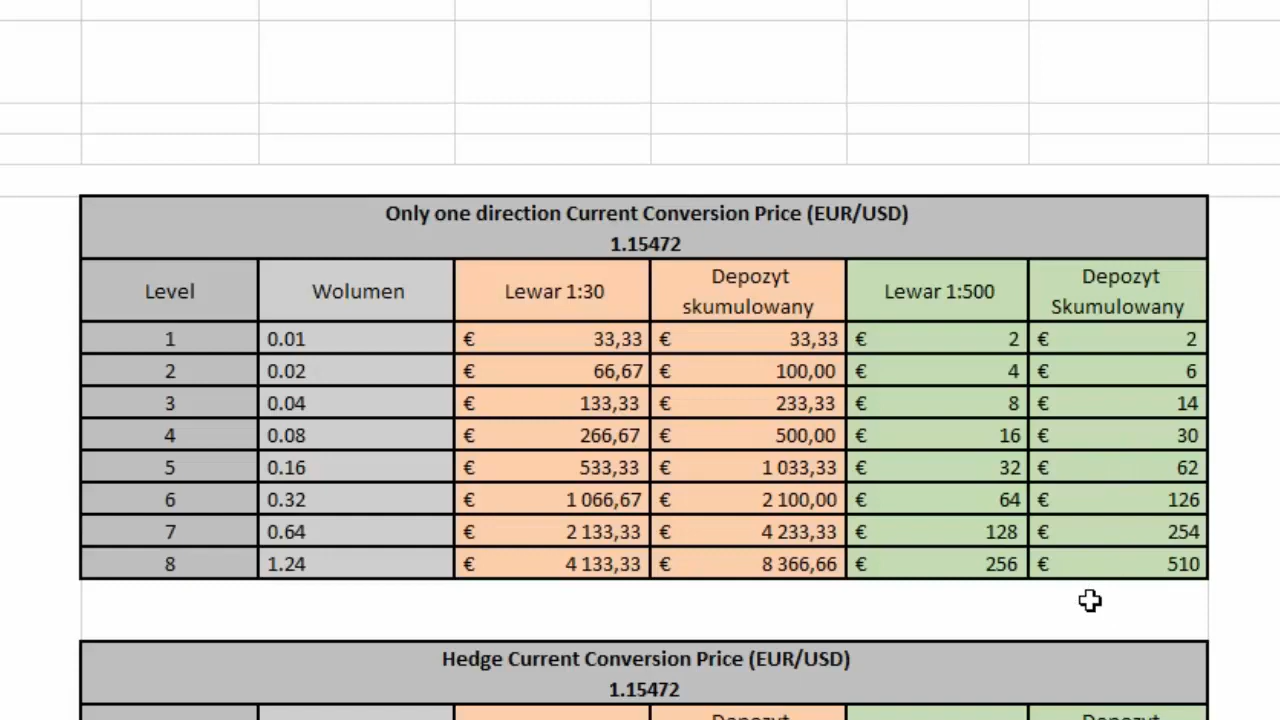 Only one direction Current Conversion Price (EUR/USD)
1.15472
Level Wolumen Lewar 1:30 Depozyt skumulowany Lewar 1:500 Depozyt Skumulowany
1 0.01 € 33,33 € 33,33 € 2 € 2
2 0.02 € 66,67 € 100,00 € 4 € 6
3 0.04 € 133,33 € 233,33 € 8 € 14
4 0.08 € 266,67 € 500,00 € 16 € 30
5 0.16 € 533,33 € 1 033,33 € 32 € 62
6 0.32 € 1 066,67 € 2 100,00 € 64 € 126
7 0.64 € 2 133,33 € 4 233,33 € 128 € 254
8 1.24 € 4 133,33 € 8 366,66 € 256 € 510
Hedge Current Conversion Price (EUR/USD)
1.15472
Depozyt Depozyt